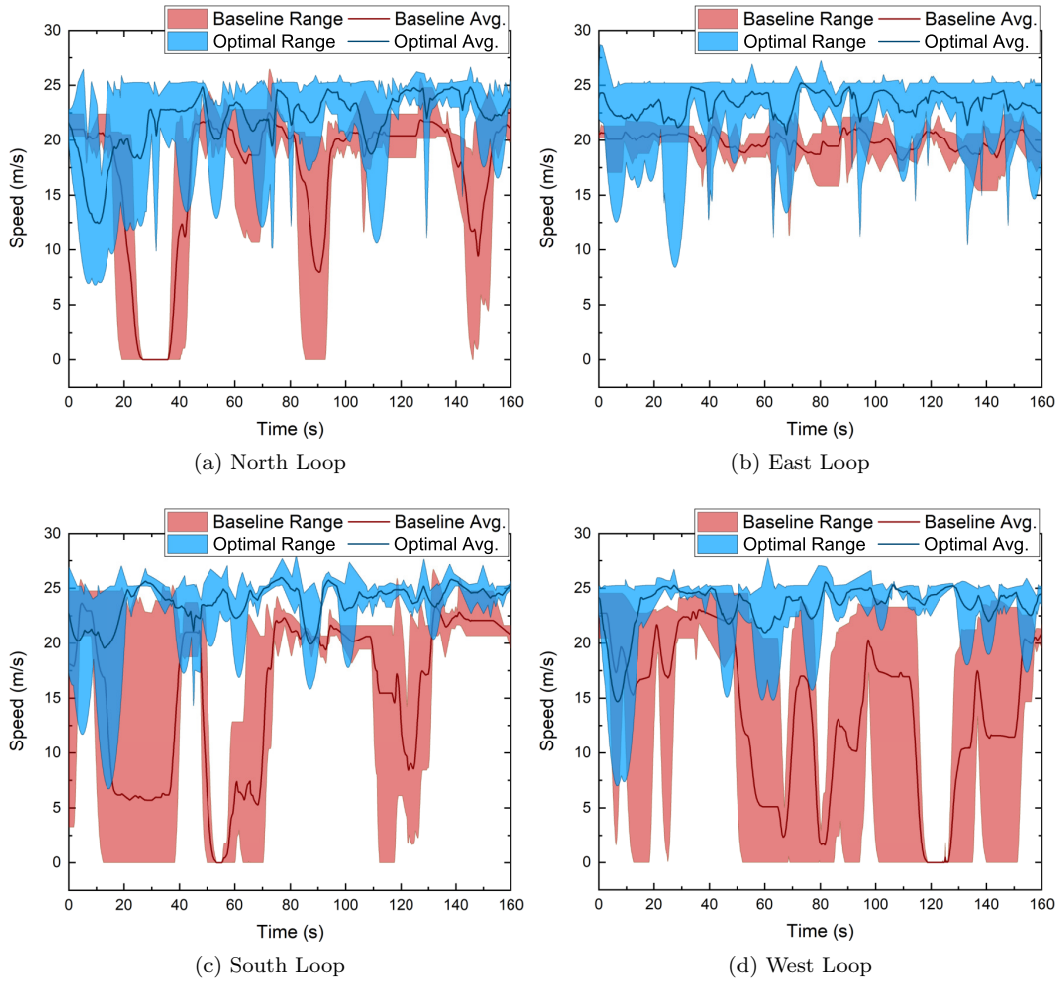 Baseline Range Baseline Avg.
Optimal Range Optimal Avg.
30
25
20
15
10
5
0
Speed (m/s)
0 20 40 60 80 100 120 140 160
Time (s)
(a) North Loop
Baseline Range Baseline Avg.
Optimal Range Optimal Avg.
30
25
20
15
10
5
0
Speed (m/s)
0 20 40 60 80 100 120 140 160
Time (s)
(b) East Loop
Baseline Range Baseline Avg.
Optimal Range Optimal Avg.
30
25
20
15
10
5
0
Speed (m/s)
0 20 40 60 80 100 120 140 160
Time (s)
(c) South Loop
Baseline Range Baseline Avg.
Optimal Range Optimal Avg.
30
25
20
15
10
5
0
Speed (m/s)
0 20 40 60 80 100 120 140 160
Time (s)
(d) West Loop